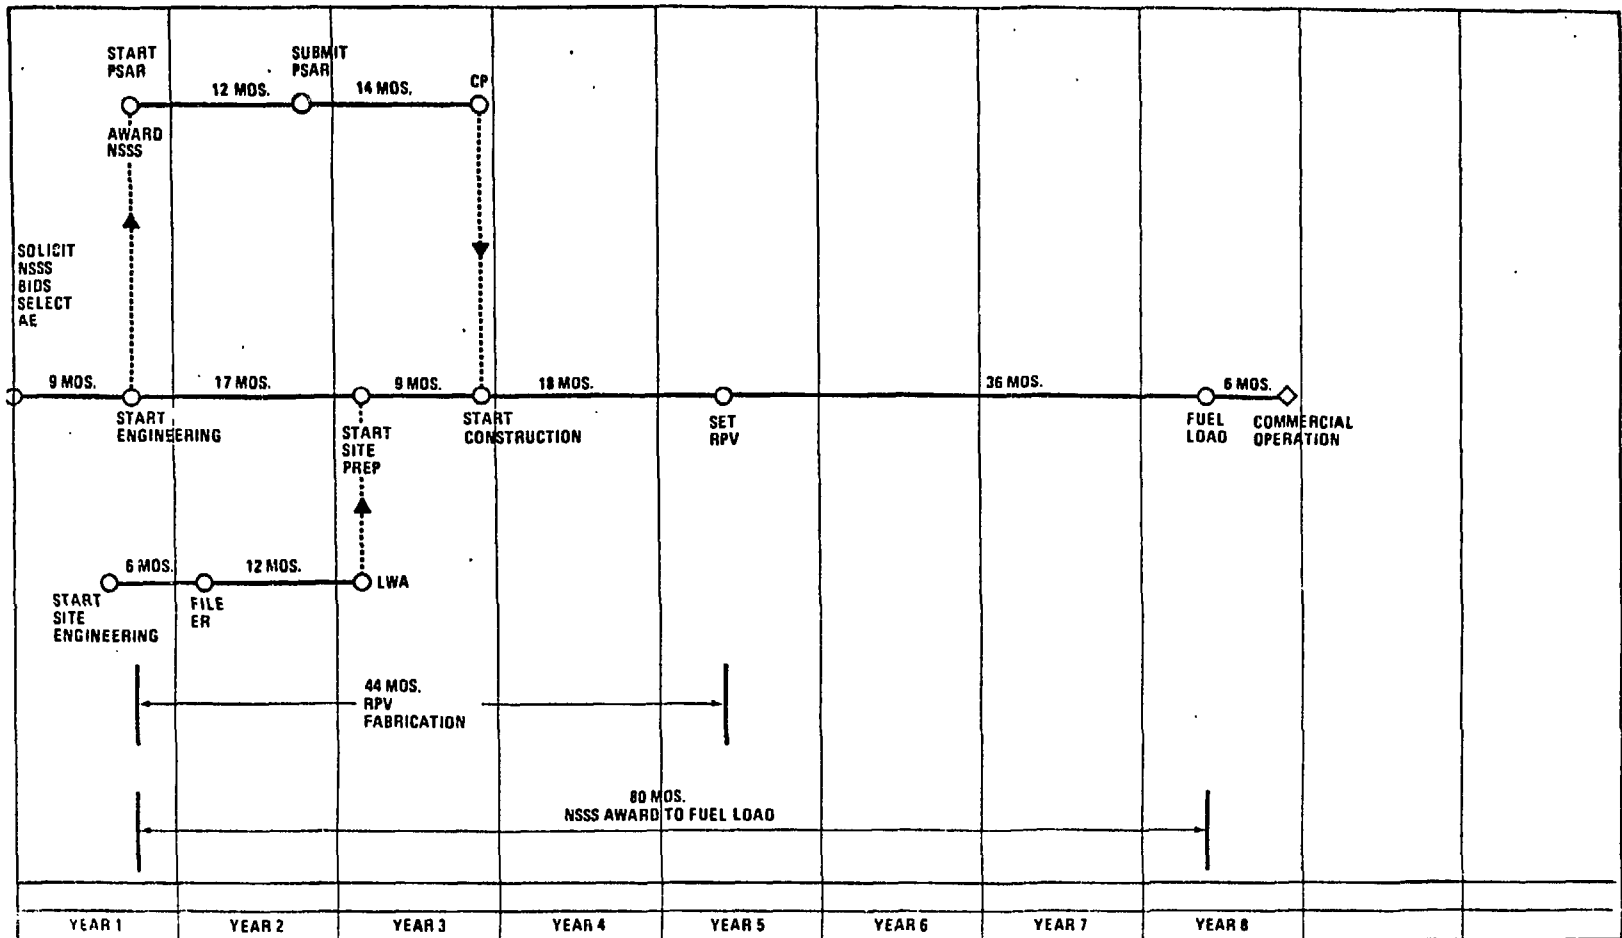 START
PSAR
SUBMIT
PSAR
12 MOS.
14 MOS.
CP
AWARD
NSSS
SOLICIT
NSSS
BIDS
SELECT
AE
9 MOS.
17 MOS.
9 MOS.
18 MOS.
36 MOS.
6 MOS.
START
ENGINEERING
START
SITE
PREP
START
CONSTRUCTION
SET
RPV
FUEL
LOAD
COMMERCIAL
OPERATION
6 MOS.
12 MOS.
LWA
START
SITE
ENGINEERING
FILE
ER
44 MOS.
RPV
FABRICATION
80 MOS.
NSSS AWARD TO FUEL LOAD
YEAR 1
YEAR 2
YEAR 3
YEAR 4
YEAR 5
YEAR 6
YEAR 7
YEAR 8